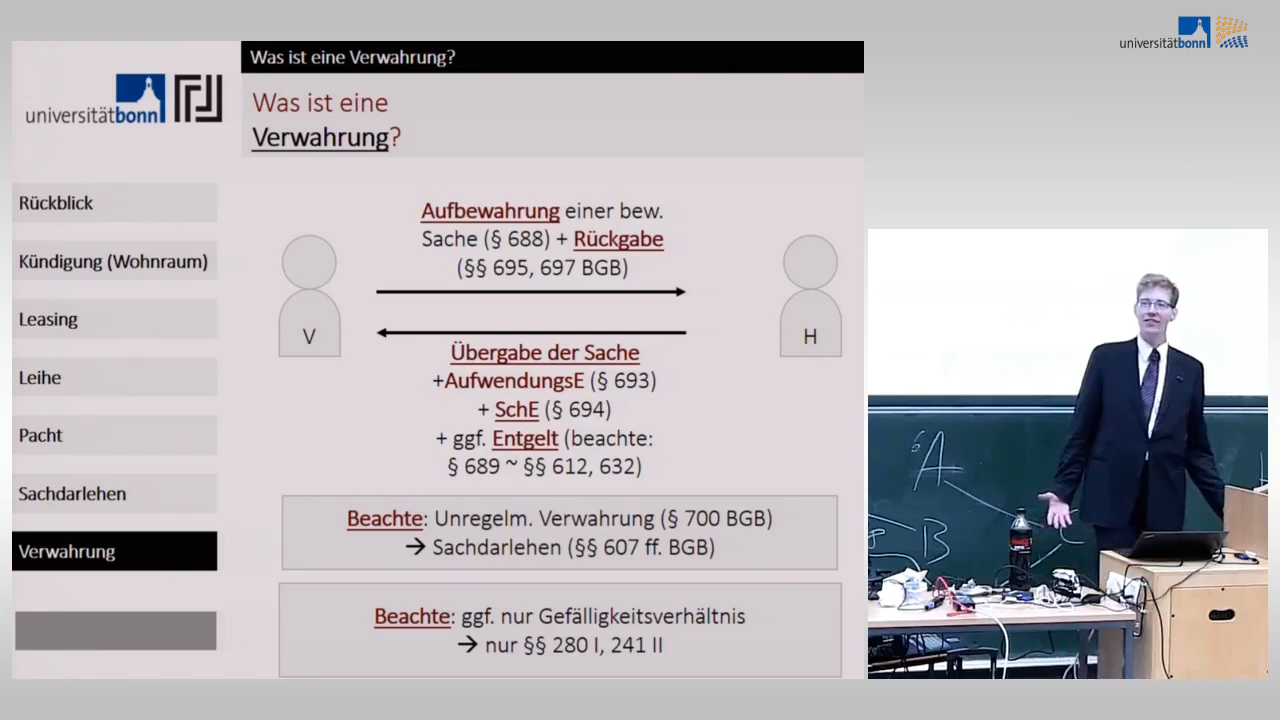 universitätbonn
Was ist eine Verwahrung?
universitätbonn
Was ist eine
Verwahrung?
Rückblick
Kündigung (Wohnraum)
Leasing
Leihe
Pacht
Sachdarlehen
Verwahrung
Aufbewahrung einer bew.
Sache (§ 688) + Rückgabe
(§§ 695, 697 BGB)
V
H
Übergabe der Sache
+AufwendungsE (§ 693)
+ SchE (§ 694)
+ ggf. Entgelt (beachte:
§ 689 ~ §§ 612, 632)
Beachte: Unregelm. Verwahrung (§ 700 BGB)
→ Sachdarlehen (§§ 607 ff. BGB)
Beachte: ggf. nur Gefälligkeitsverhältnis
→ nur §§ 280 I, 241 II
A
B
C